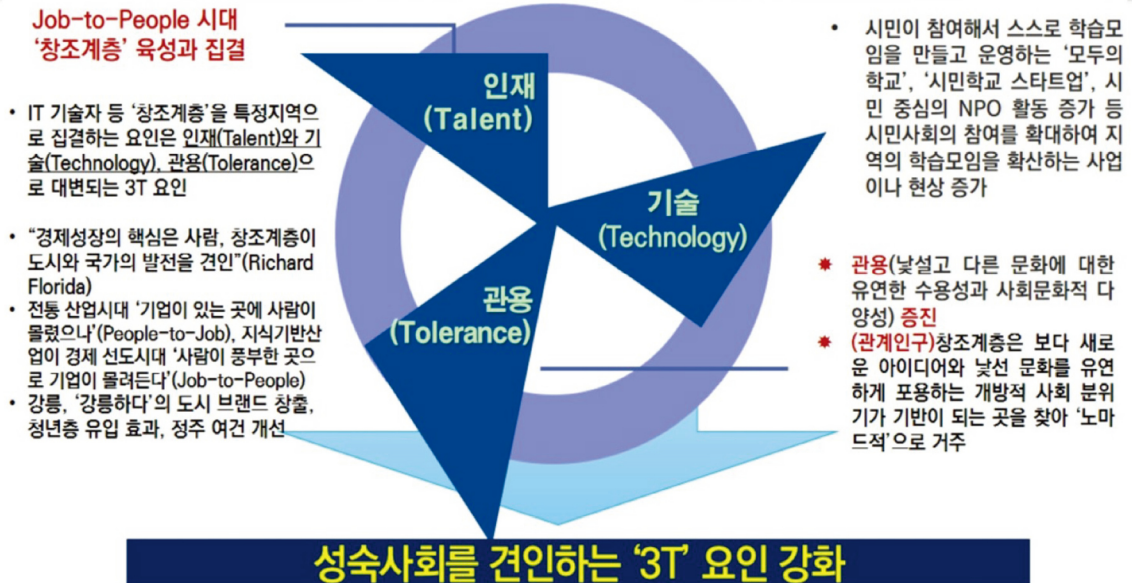 Job-to-People 시대
‘창조계층’ 육성과 집결
• IT 기술자 등 ‘창조계층’을 특정지역으
로 집결하는 요인은 인재(Talent)와 기
술(Technology), 관용(Tolerance)으
로 대변되는 3T 요인
• “경제성장의 핵심은 사람, 창조계층이
도시와 국가의 발전을 견인”(Richard
Florida)
• 전통 산업시대 ‘기업이 있는 곳에 사람이
몰렸으나’(People-to-Job), 지식기반산
업이 경제 선도시대 ‘사람이 풍부한 곳으
로 기업이 몰려든다’(Job-to-People)
• 강릉, ‘강릉하다’의 도시 브랜드 창출,
청년층 유입 효과, 정주 여건 개선
인재
(Talent)
기술
(Technology)
관용
(Tolerance)
• 시민이 참여해서 스스로 학습모
임을 만들고 운영하는 ‘모두의
학교’, ‘시민학교 스타트업’, 시
민 중심의 NPO 활동 증가 등
시민사회의 참여를 확대하여 지
역의 학습모임을 확산하는 사업
이나 현상 증가
✸ 관용(낯설고 다른 문화에 대한
유연한 수용성과 사회문화적 다
양성) 증진
✸ (관계인구)창조계층은 보다 새로
운 아이디어와 낯선 문화를 유연
하게 포용하는 개방적 사회 분위
기가 기반이 되는 곳을 찾아 ‘노마
드적’으로 거주
성숙사회를 견인하는 ‘3T’ 요인 강화